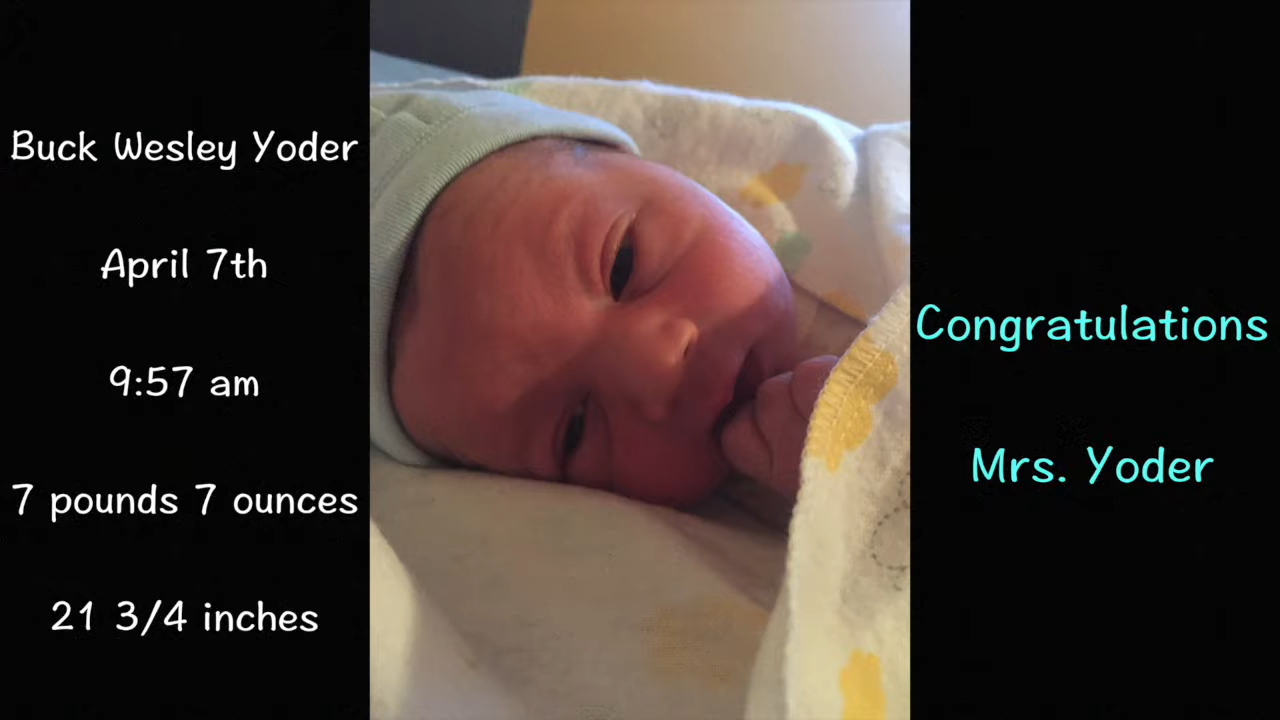 Buck Wesley Yoder
April 7th
9:57 am
7 pounds 7 ounces
21 3/4 inches
Congratulations
Mrs. Yoder